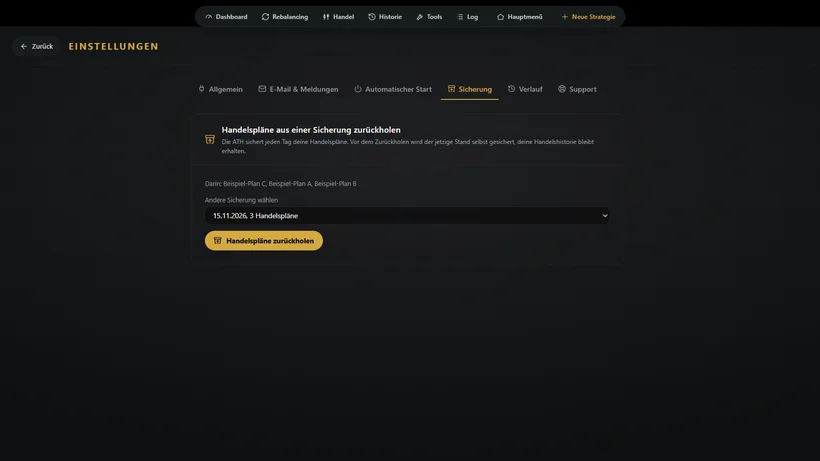 Dashboard Rebalancing Handel Historie Tools Log Hauptmenü Neue Strategie
Zurück EINSTELLUNGEN
Allgemein E-Mail & Meldungen Automatischer Start Sicherung Verlauf Support
Handelspläne aus einer Sicherung zurückholen
Die ATH sichert jeden Tag deine Handelspläne. Vor dem Zurückholen wird der jetzige Stand selbst gesichert, deine Handelshistorie bleibt
erhalten.
Darin: Beispiel-Plan C, Beispiel-Plan A, Beispiel-Plan B
Andere Sicherung wählen
15.11.2026, 3 Handelspläne
Handelspläne zurückholen